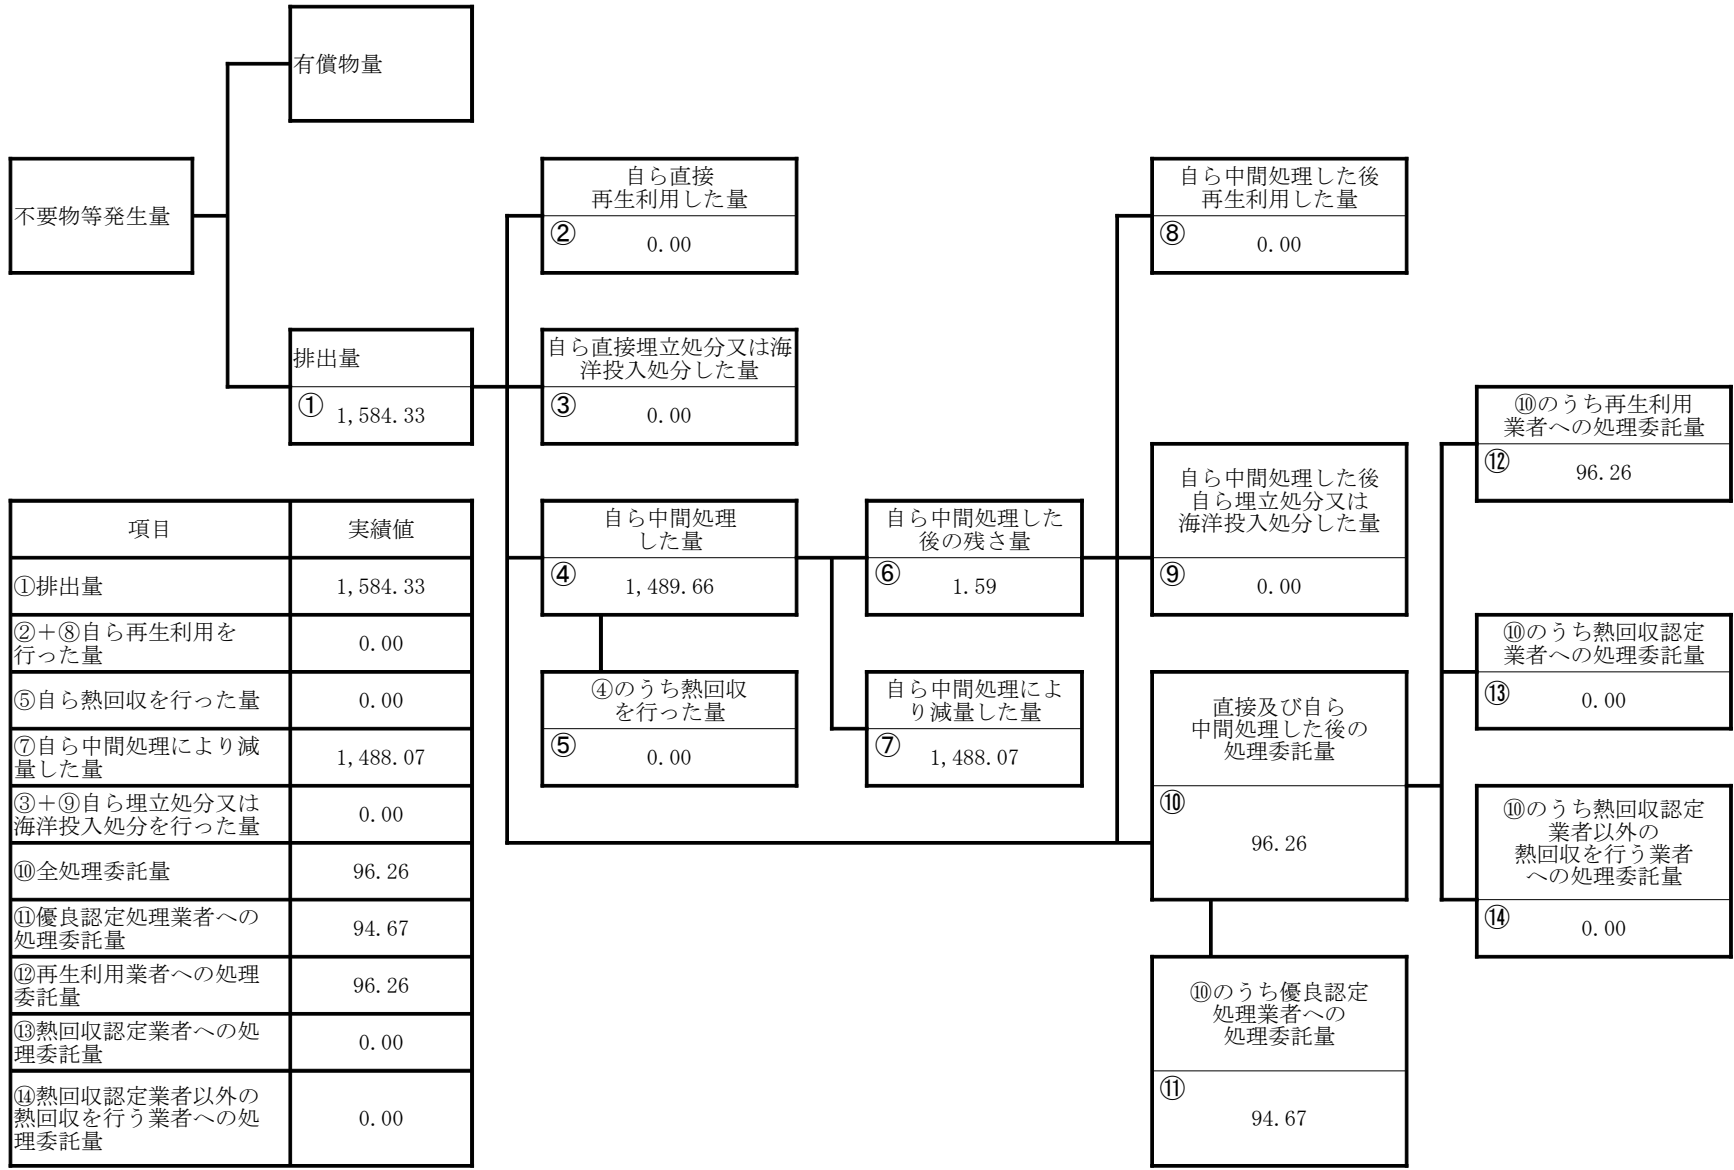 有償物量
不要物等発生量
自ら直接
再生利用した量
②
0.00
自ら中間処理した後
再生利用した量
⑧
0.00
排出量
①
1,584.33
自ら直接埋立処分又は海
洋投入処分した量
③
0.00
⑩のうち再生利用
業者への処理委託量
⑫
96.26
自ら中間処理
した量
④
1,489.66
自ら中間処理した
後の残さ量
⑥
1.59
自ら中間処理した後
自ら埋立処分又は
海洋投入処分した量
⑨
0.00
⑩のうち熱回収認定
業者への処理委託量
⑬
0.00
④のうち熱回収
を行った量
⑤
0.00
自ら中間処理によ
り減量した量
⑦
1,488.07
直接及び自ら
中間処理した後の
処理委託量
⑩
96.26
⑩のうち熱回収認定
業者以外の
熱回収を行う業者
への処理委託量
⑭
0.00
⑩のうち優良認定
処理業者への
処理委託量
⑪
94.67
項目 実績値
①排出量 1,584.33
②＋⑧自ら再生利用を
行った量 0.00
⑤自ら熱回収を行った量 0.00
⑦自ら中間処理により減
量した量 1,488.07
③＋⑨自ら埋立処分又は
海洋投入処分を行った量 0.00
⑩全処理委託量 96.26
⑪優良認定処理業者への
処理委託量 94.67
⑫再生利用業者への処理
委託量 96.26
⑬熱回収認定業者への処
理委託量 0.00
⑭熱回収認定業者以外の
熱回収を行う業者への処
理委託量 0.00